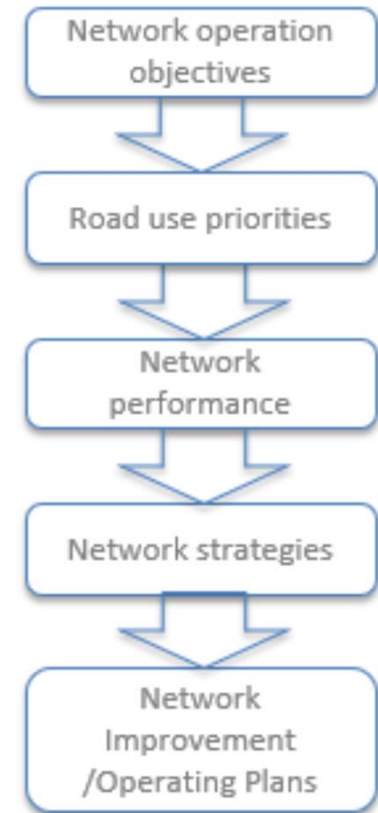 Network operation
objectives
Road use priorities
Network
performance
Network strategies
Network
Improvement
/Operating Plans